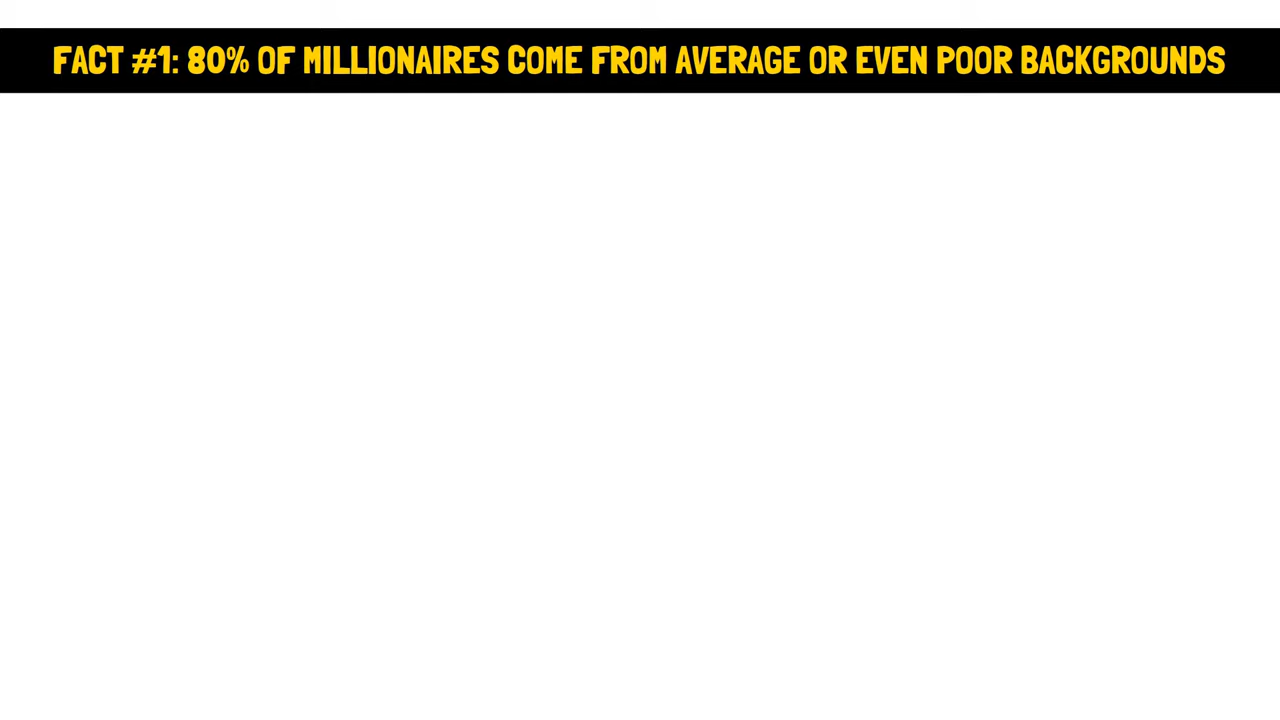 FACT #1: 80% OF MILLIONAIRES COME FROM AVERAGE OR EVEN POOR BACKGROUNDS